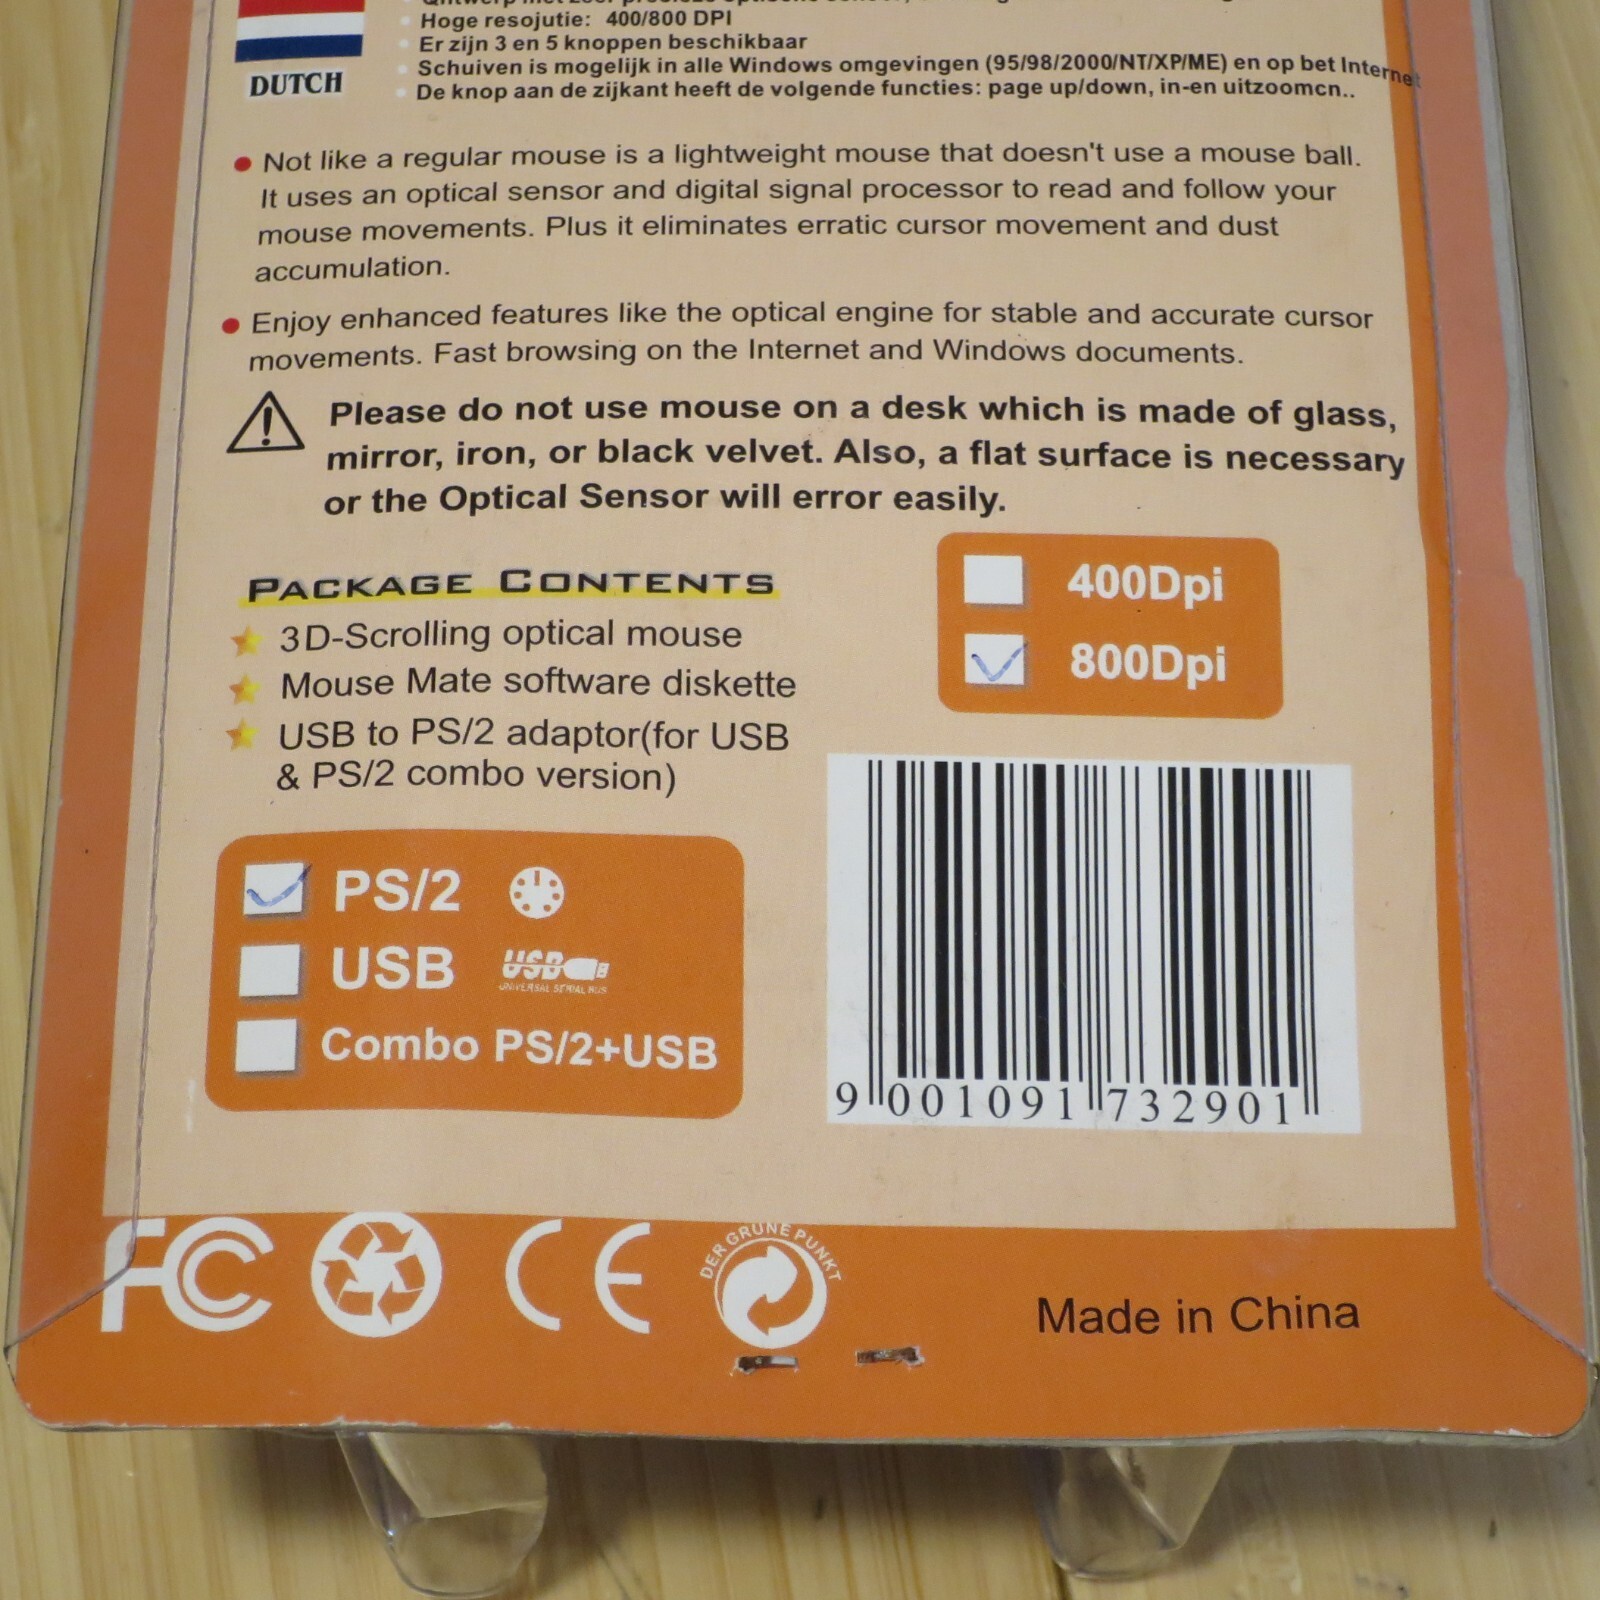 Hoge resojutie: 400/800 DPI
Er zijn 3 en 5 knoppen beschikbaar
Schuiven is mogelijk in alle Windows omgevingen (95/98/2000/NT/XP/ME) en op bet Internet
De knop aan de zijkant heeft de volgende functies: page up/down, in-en uitzoomcn..
DUTCH
Not like a regular mouse is a lightweight mouse that doesn't use a mouse ball.
It uses an optical sensor and digital signal processor to read and follow your
mouse movements. Plus it eliminates erratic cursor movement and dust
accumulation.
Enjoy enhanced features like the optical engine for stable and accurate cursor
movements. Fast browsing on the Internet and Windows documents.
Please do not use mouse on a desk which is made of glass,
mirror, iron, or black velvet. Also, a flat surface is necessary
or the Optical Sensor will error easily.
PACKAGE CONTENTS
3D-Scrolling optical mouse
Mouse Mate software diskette
USB to PS/2 adaptor(for USB
& PS/2 combo version)
400Dpi
800Dpi
PS/2
USB
USB
UNIVERSAL SERIAL BUS
Combo PS/2+USB
9 001091 732901
FC
CE
DER GRÜNE PUNKT
Made in China